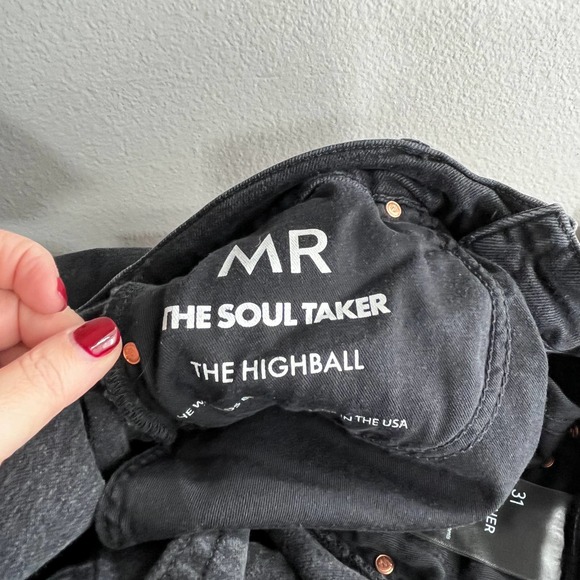 MR
THE SOUL TAKER
THE HIGHBALL
IN THE USA
31